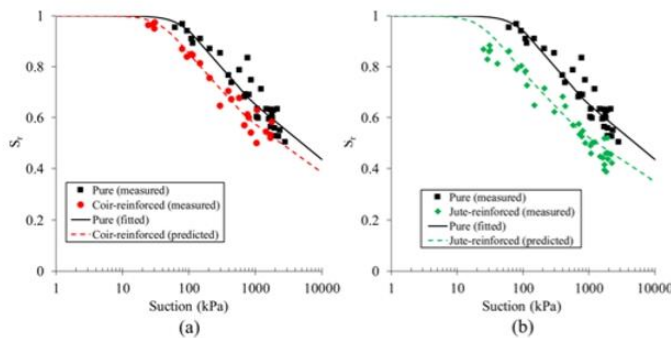 1
0.8
0.6
0.4
0.2
0
Sr
Pure (measured)
Coir-reinforced (measured)
Pure (fitted)
Coir-reinforced (predicted)
1 10 100 1000 10000
Suction (kPa)
(a)
1
0.8
0.6
0.4
0.2
0
Sr
Pure (measured)
Jute-reinforced (measured)
Pure (fitted)
Jute-reinforced (predicted)
1 10 100 1000 10000
Suction (kPa)
(b)